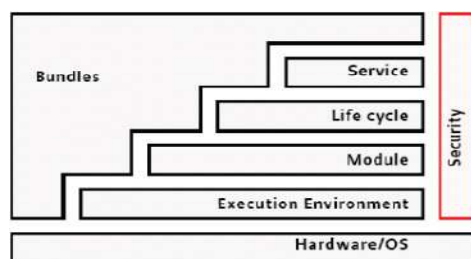 Bundles
Service
Life cycle
Module
Execution Environment
Hardware/OS
Security